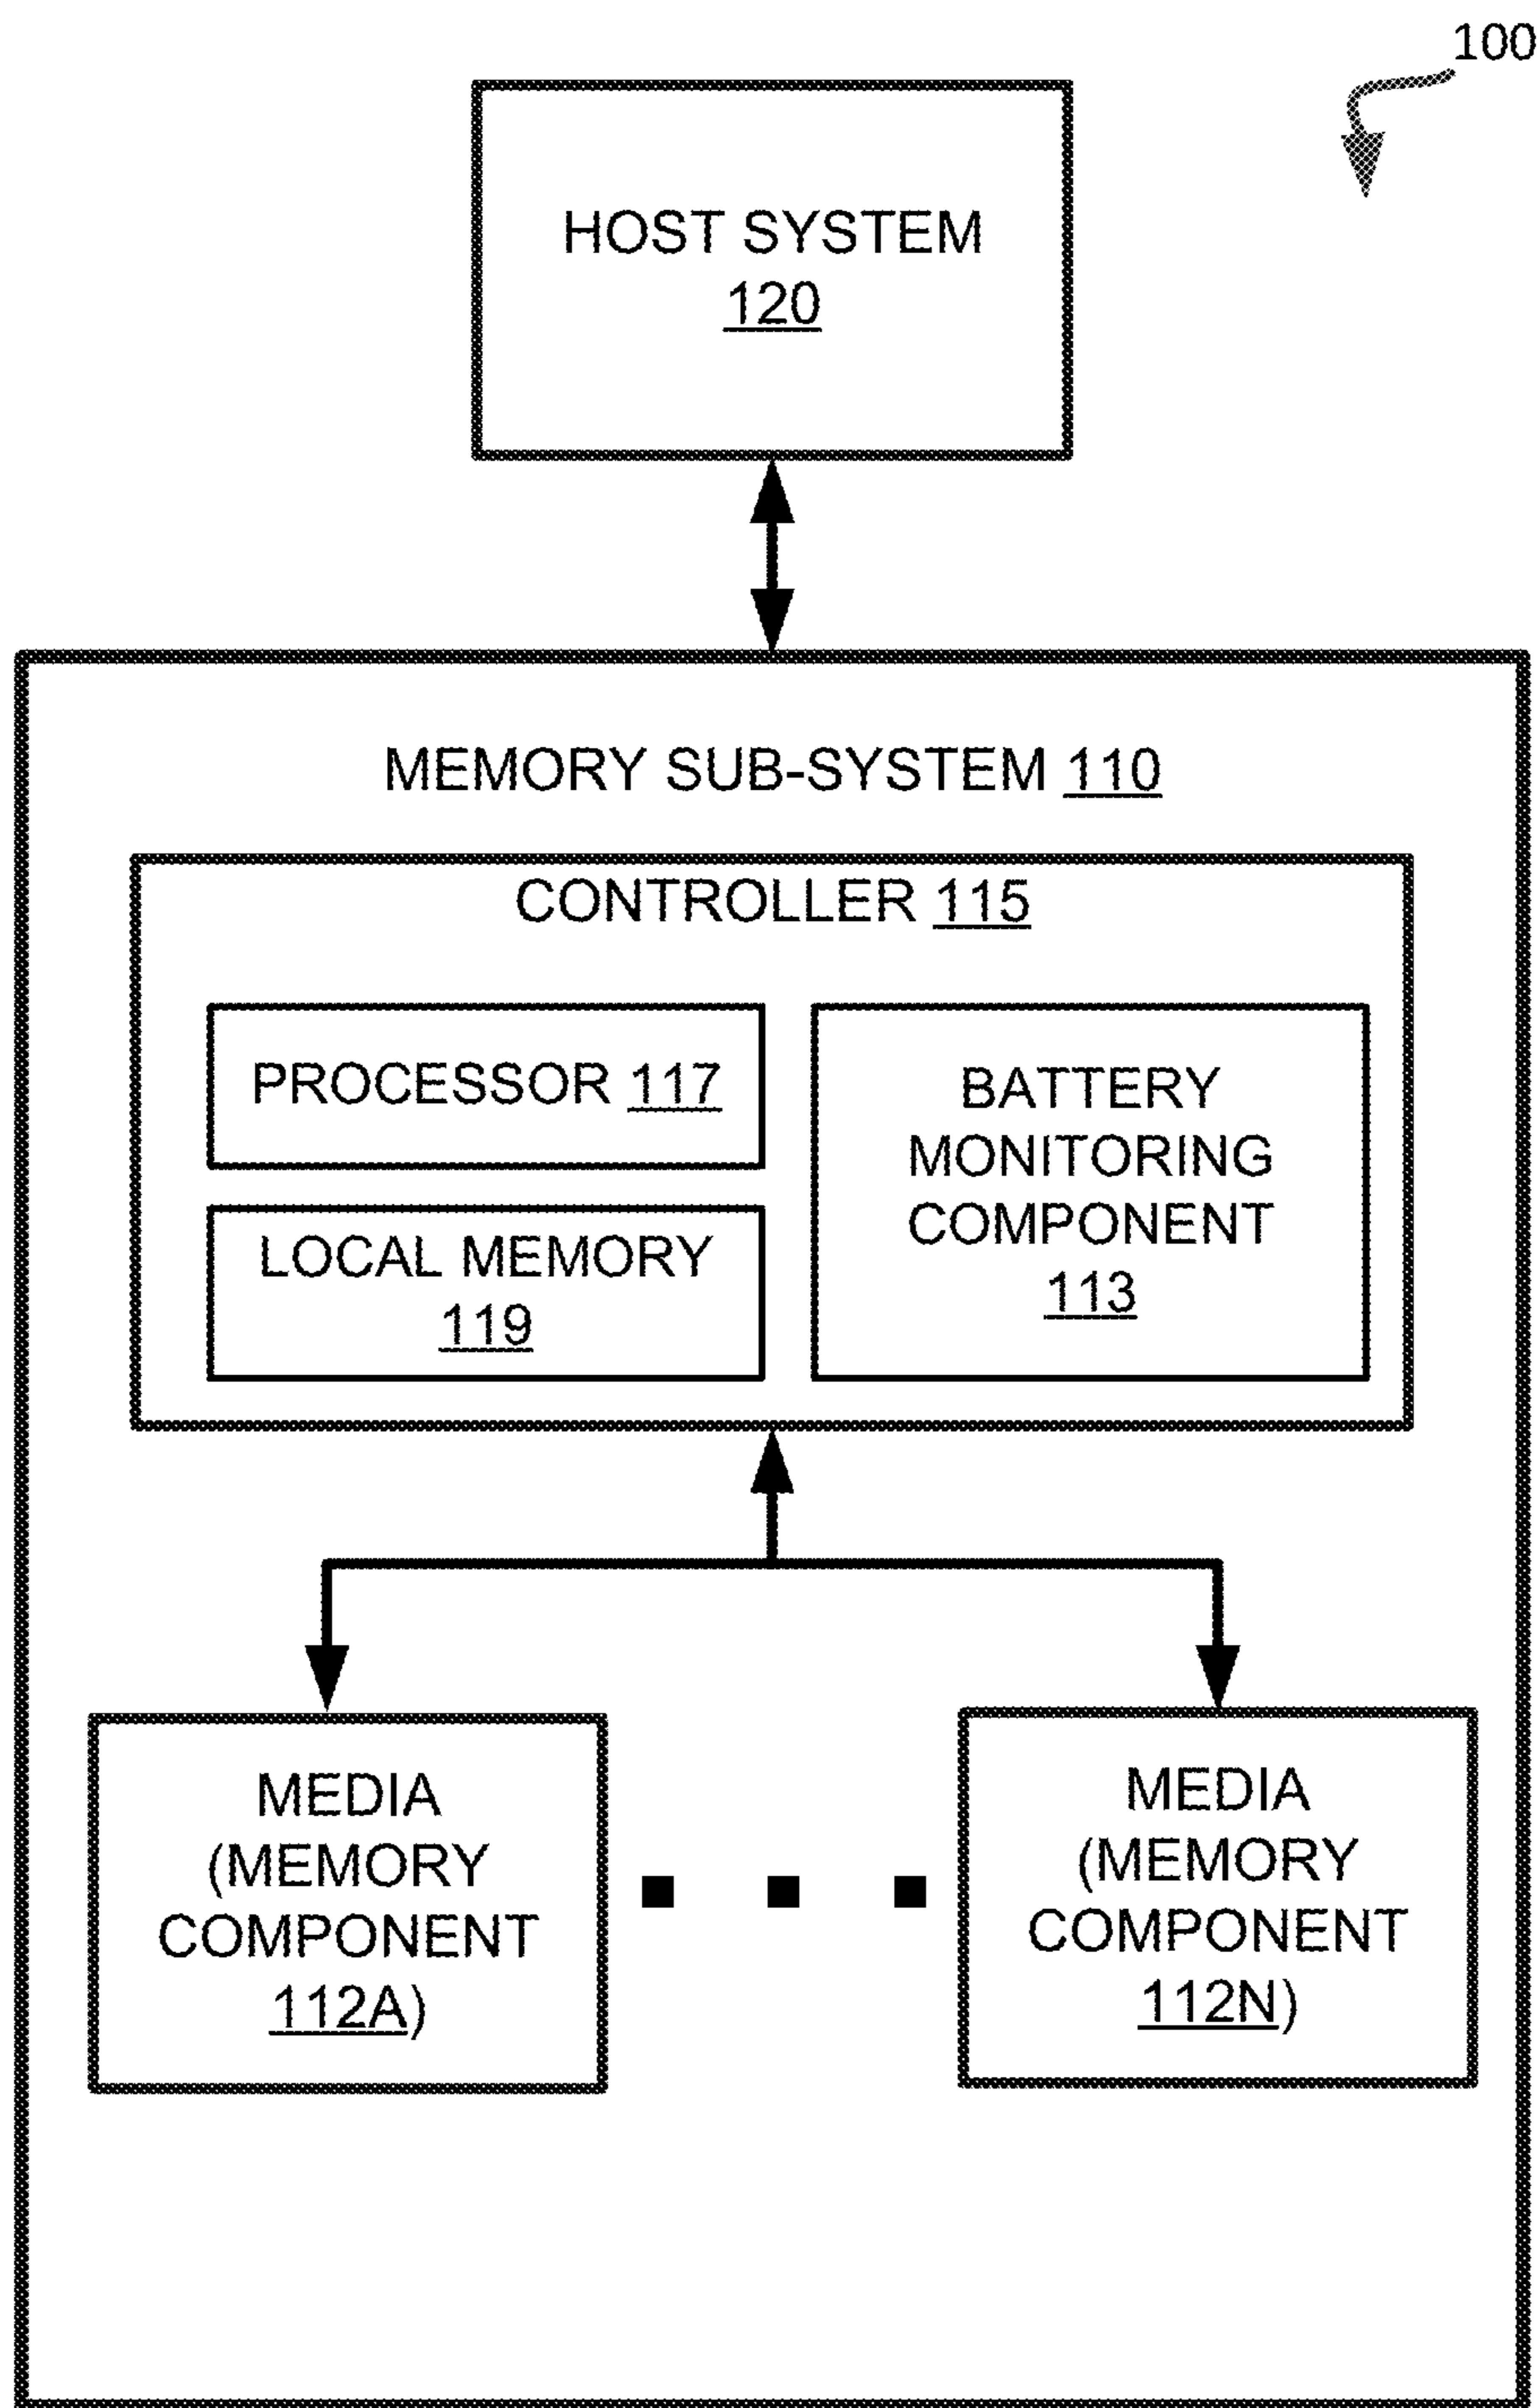 100
HOST SYSTEM
120
MEMORY SUB-SYSTEM 110
CONTROLLER 115
PROCESSOR 117
LOCAL MEMORY
119
BATTERY
MONITORING
COMPONENT
113
MEDIA
(MEMORY
COMPONENT
112A)
MEDIA
(MEMORY
COMPONENT
112N)